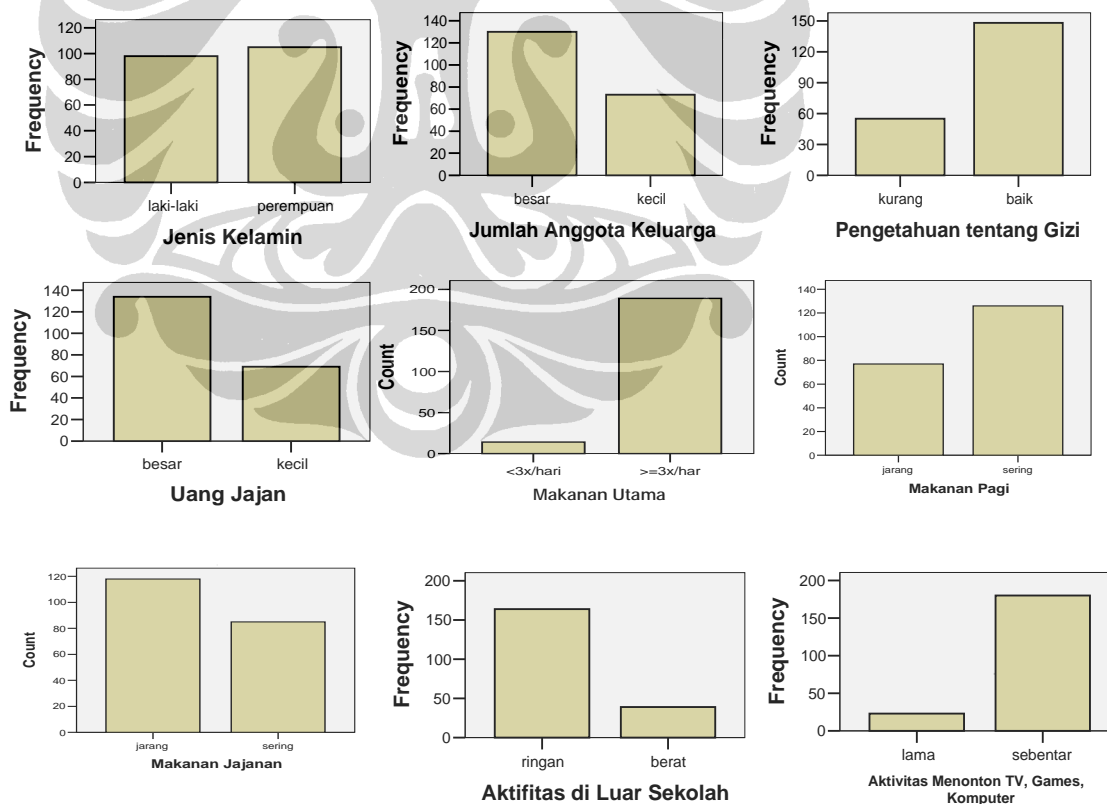 120
100
80
60
40
20
0
Frequency
laki-laki perempuan
Jenis Kelamin
140
120
100
80
60
40
20
0
Frequency
besar kecil
Jumlah Anggota Keluarga
150
120
90
60
30
0
Frequency
kurang baik
Pengetahuan tentang Gizi
140
120
100
80
60
40
20
0
Frequency
besar kecil
Uang Jajan
200
150
100
50
0
Count
<3x/hari >=3x/har
Makanan Utama
140
120
100
80
60
40
20
0
Count
jarang sering
Makanan Pagi
120
100
80
60
40
20
0
Count
jarang sering
Makanan Jajanan
200
150
100
50
0
Frequency
ringan berat
Aktifitas di Luar Sekolah
200
150
100
50
0
Frequency
lama sebentar
Aktivitas Menonton TV, Games,
Komputer